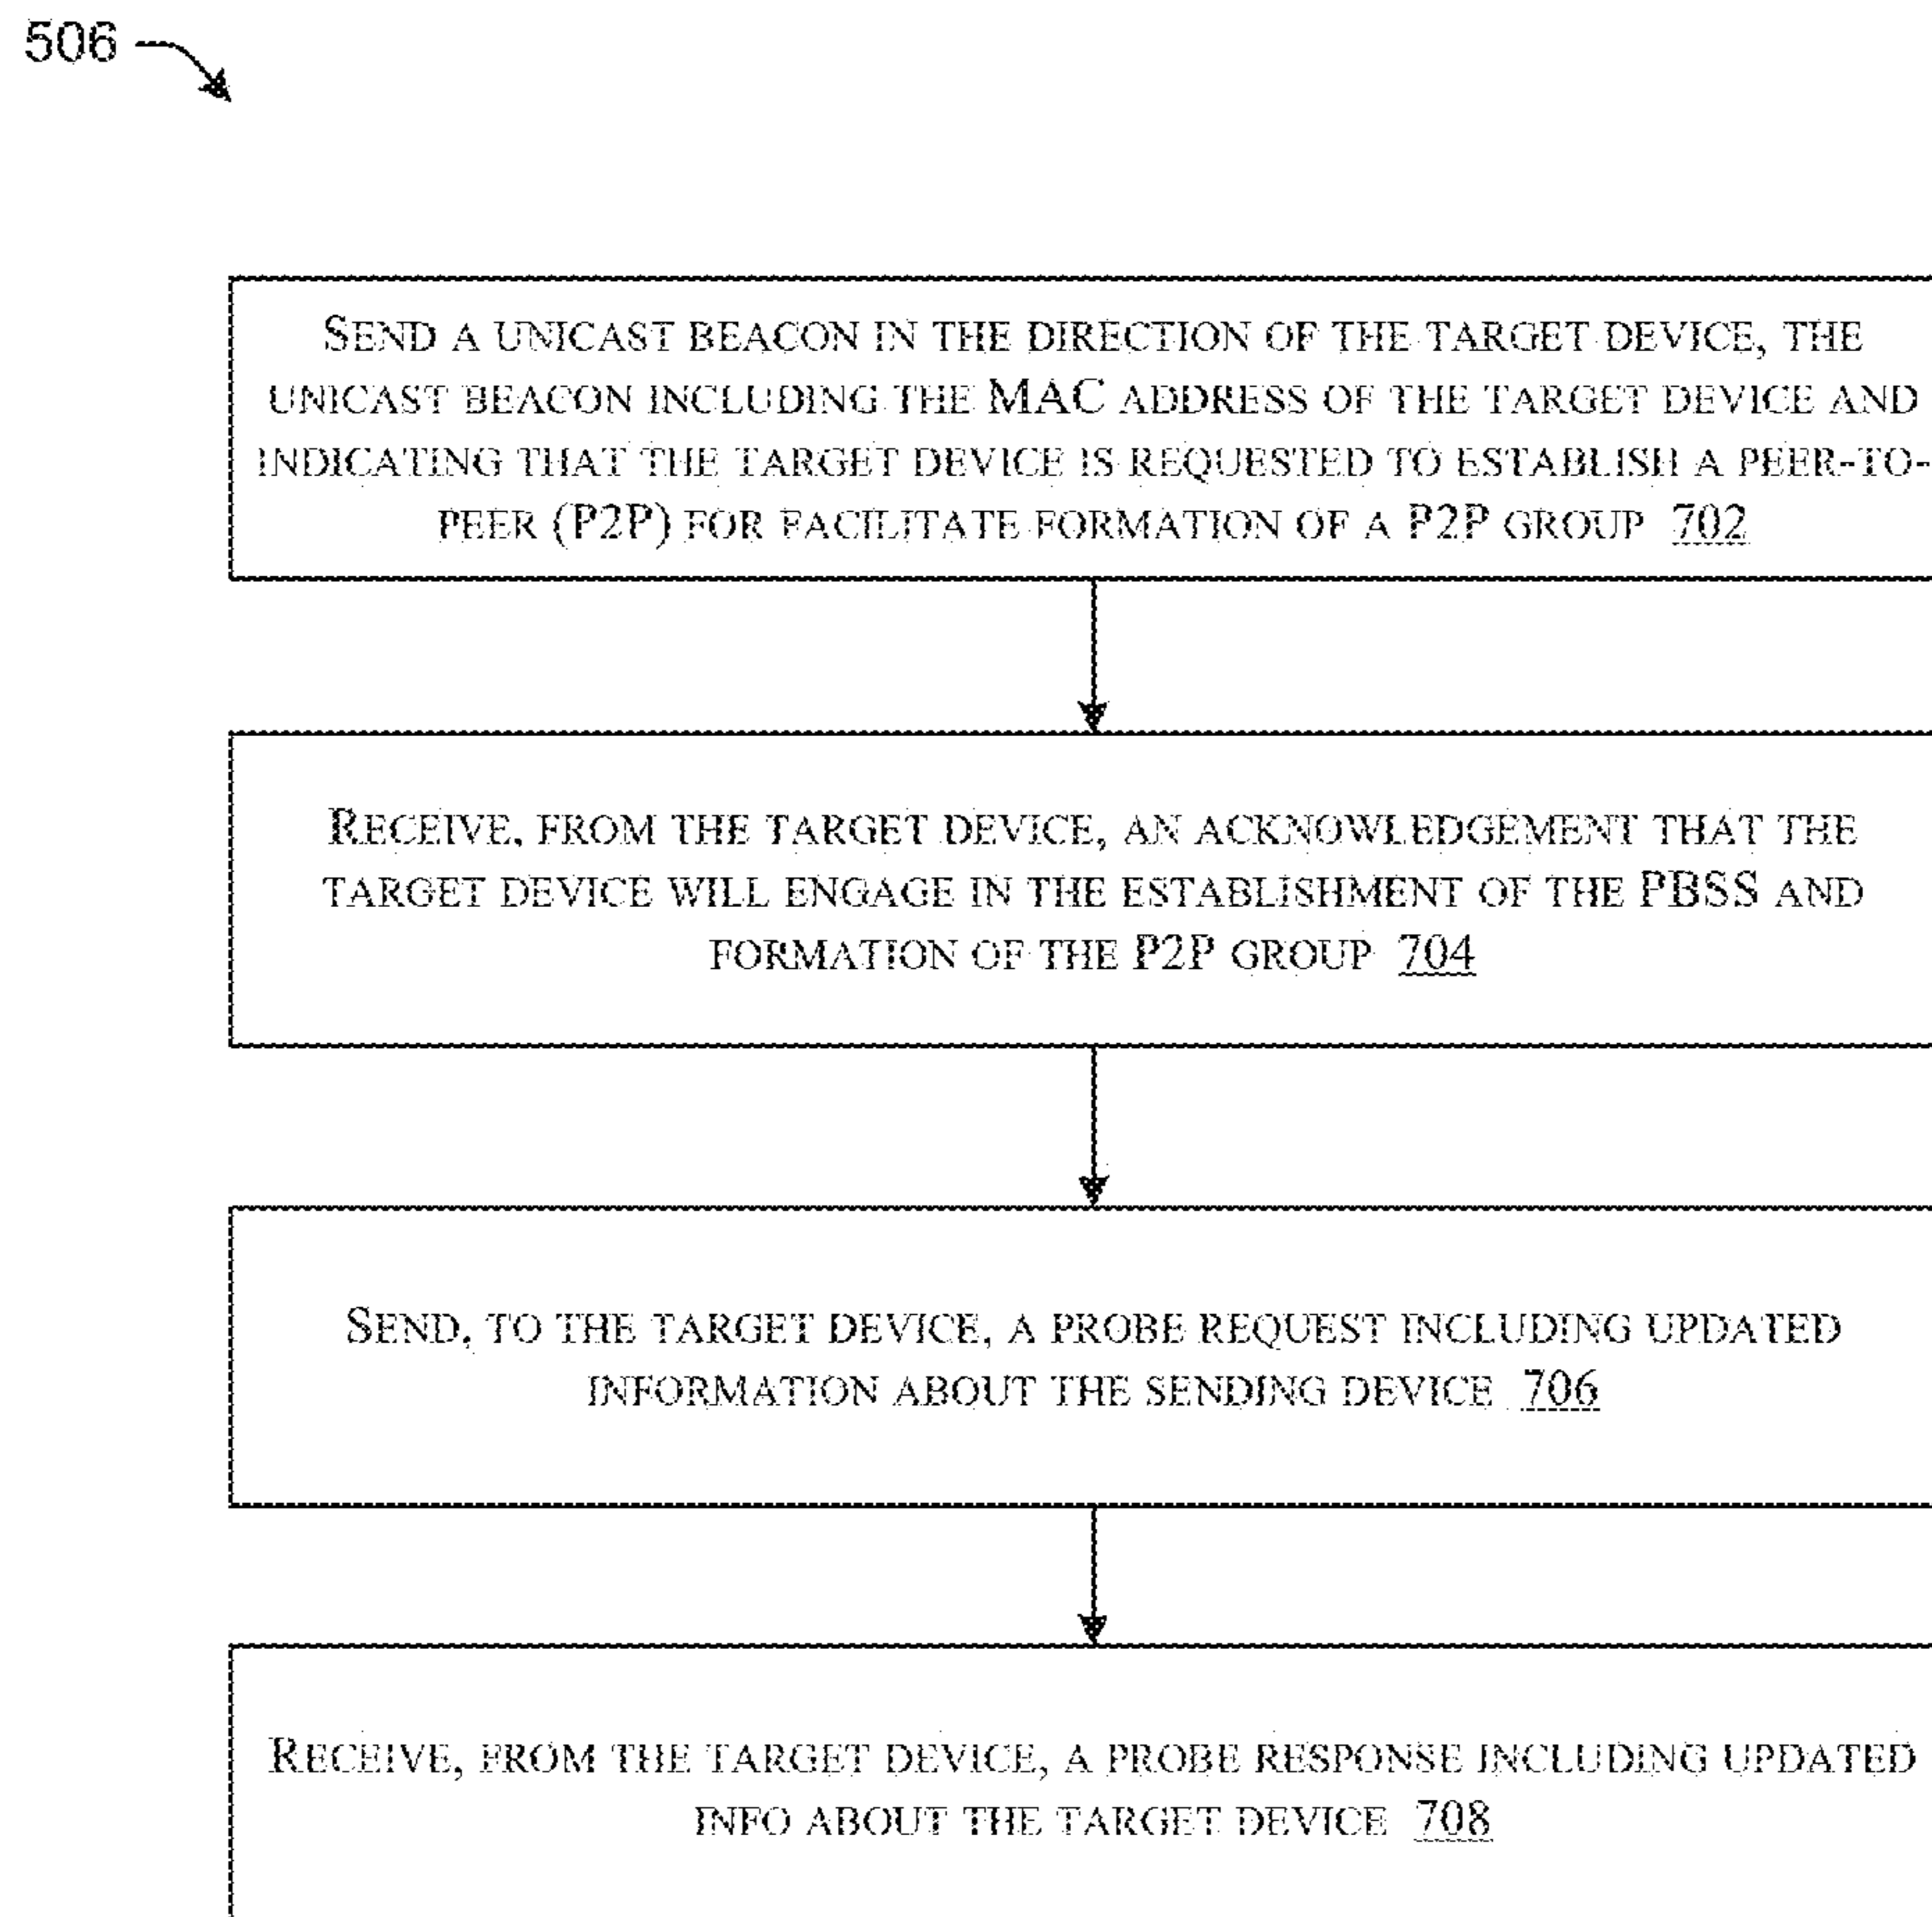 506
SEND A UNICAST BEACON IN THE DIRECTION OF THE TARGET DEVICE, THE
UNICAST BEACON INCLUDING THE MAC ADDRESS OF THE TARGET DEVICE AND
INDICATING THAT THE TARGET DEVICE IS REQUESTED TO ESTABLISH A PEER-TO-
PEER (P2P) FOR FACILITATE FORMATION OF A P2P GROUP 702
RECEIVE, FROM THE TARGET DEVICE, AN ACKNOWLEDGEMENT THAT THE
TARGET DEVICE WILL ENGAGE IN THE ESTABLISHMENT OF THE PBSS AND
FORMATION OF THE P2P GROUP 704
SEND, TO THE TARGET DEVICE, A PROBE REQUEST INCLUDING UPDATED
INFORMATION ABOUT THE SENDING DEVICE 706
RECEIVE, FROM THE TARGET DEVICE, A PROBE RESPONSE INCLUDING UPDATED
INFO ABOUT THE TARGET DEVICE 708